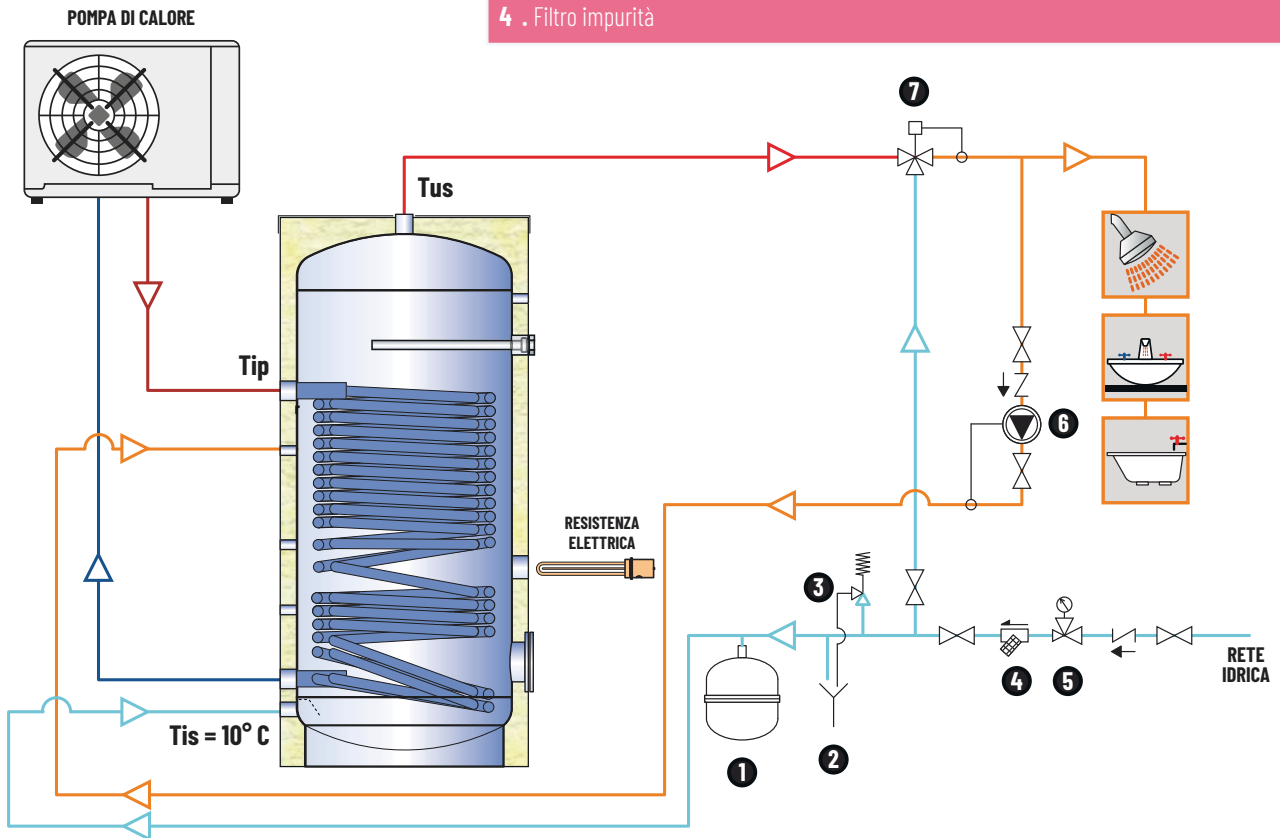 4 . Filtro impurità
POMPA DI CALORE
7
Tus
Tip
6
RESISTENZA
ELETTRICA
3
4
5
RETE
IDRICA
Tis = 10° C
1
2